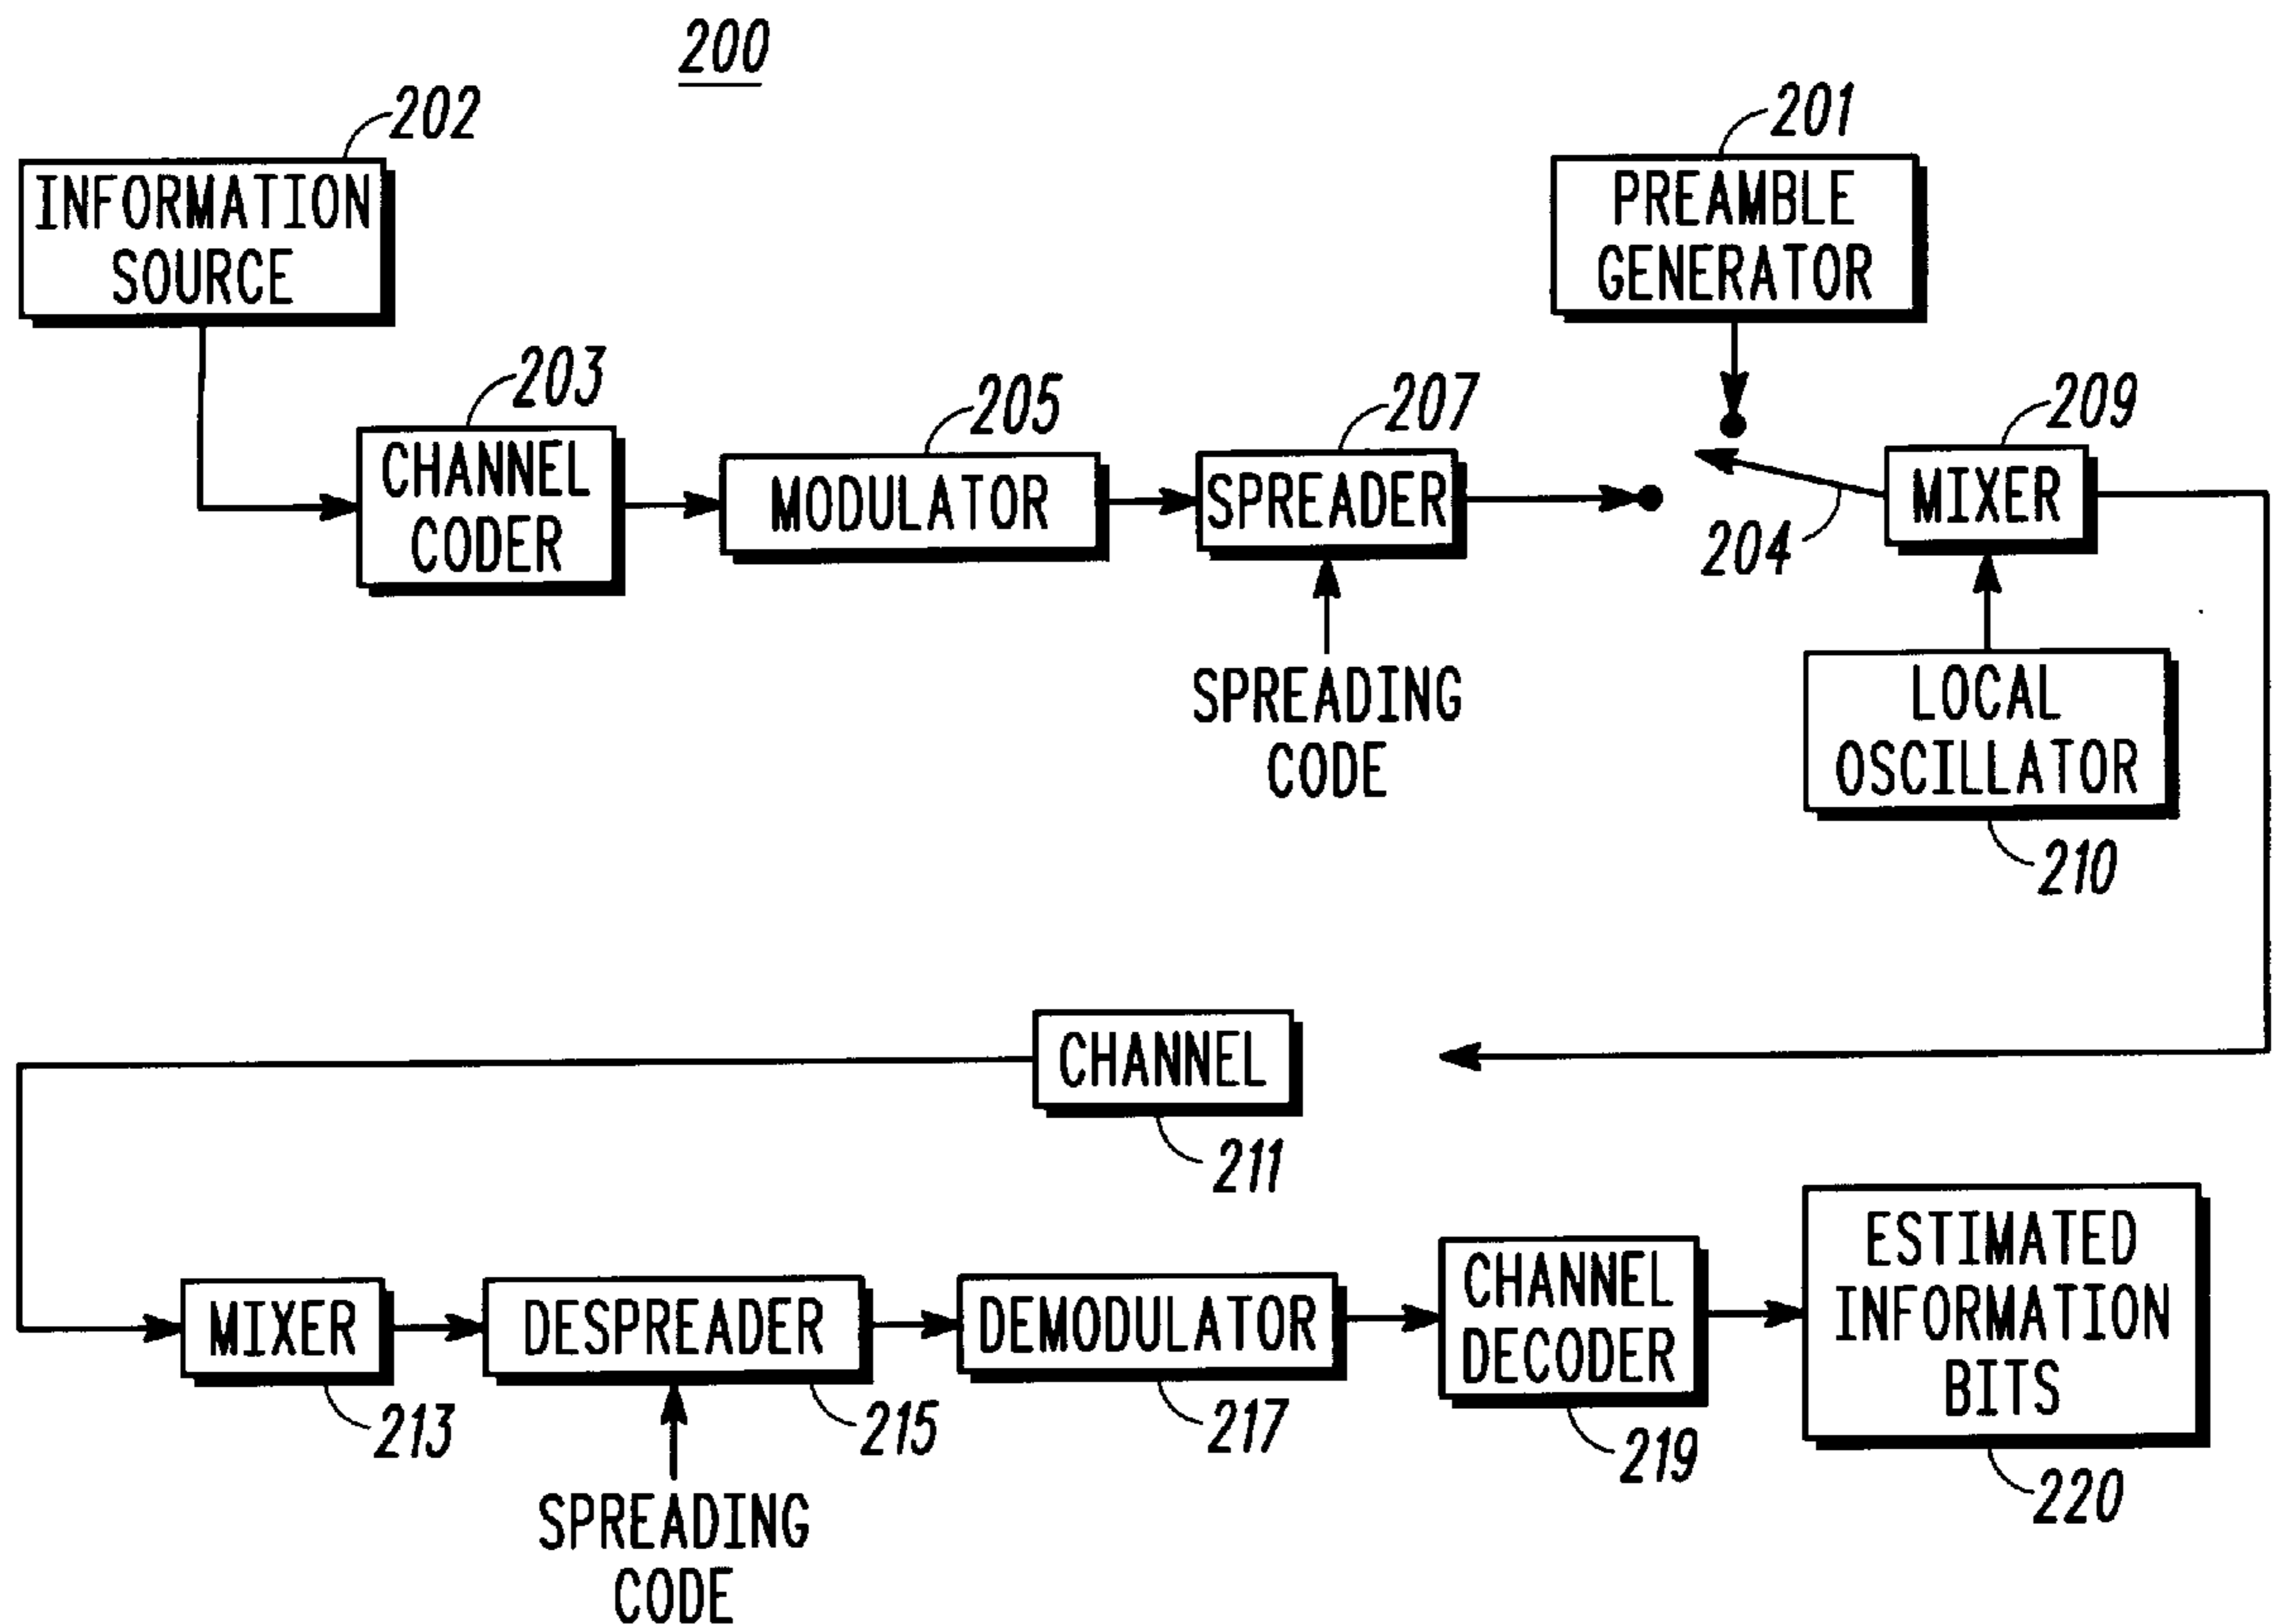 200
202
INFORMATION
SOURCE
201
PREAMBLE
GENERATOR
203
CHANNEL
CODER
205
MODULATOR
207
SPREADER
SPREADING
CODE
204
209
MIXER
LOCAL
OSCILLATOR
210
CHANNEL
211
MIXER
213
DESPREADER
215
SPREADING
CODE
DEMODULATOR
217
CHANNEL
DECODER
219
ESTIMATED
INFORMATION
BITS
220